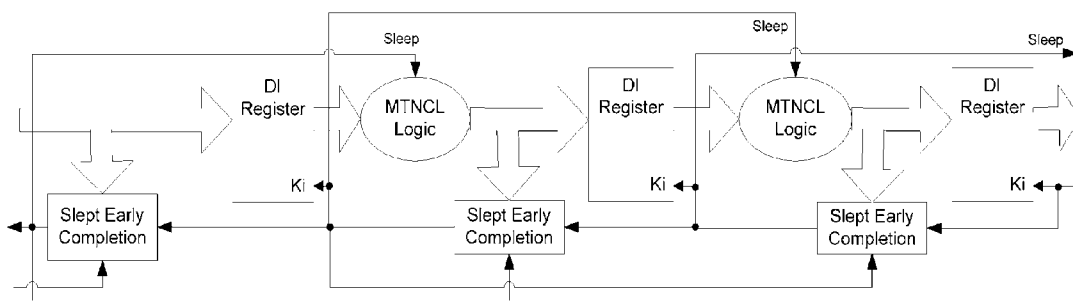 Sleep
Sleep
Sleep
DI
Register
MTNCL
Logic
DI
Register
MTNCL
Logic
DI
Register
Ki
Ki
Ki
Slept Early
Completion
Slept Early
Completion
Slept Early
Completion